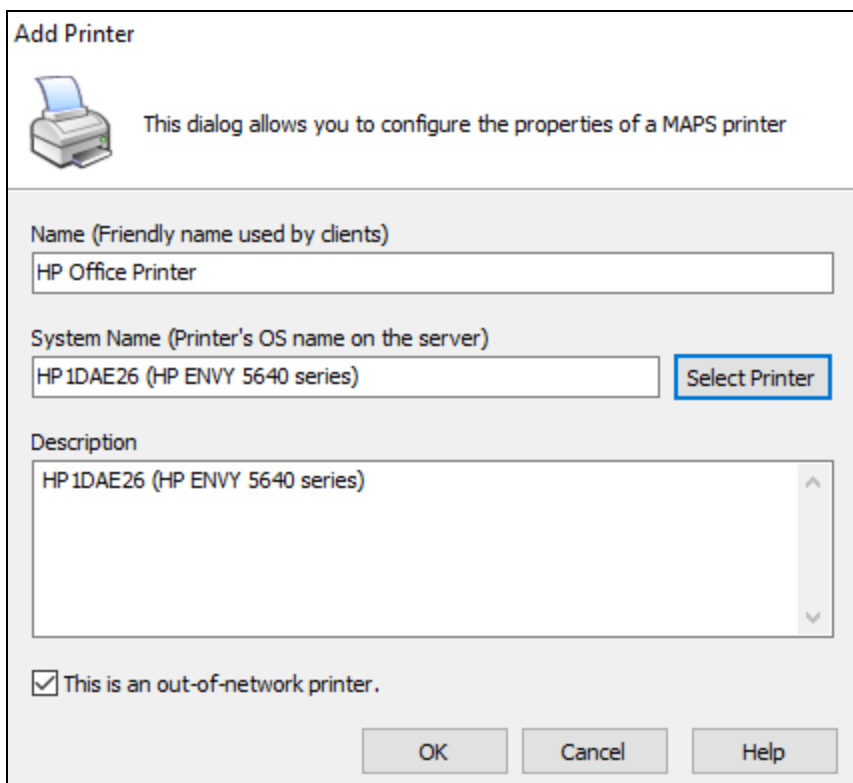 Add Printer
This dialog allows you to configure the properties of a MAPS printer
Name (Friendly name used by clients)
HP Office Printer
System Name (Printer's OS name on the server)
HP1DAE26 (HP ENVY 5640 series)
Select Printer
Description
HP1DAE26 (HP ENVY 5640 series)
This is an out-of-network printer.
OK
Cancel
Help